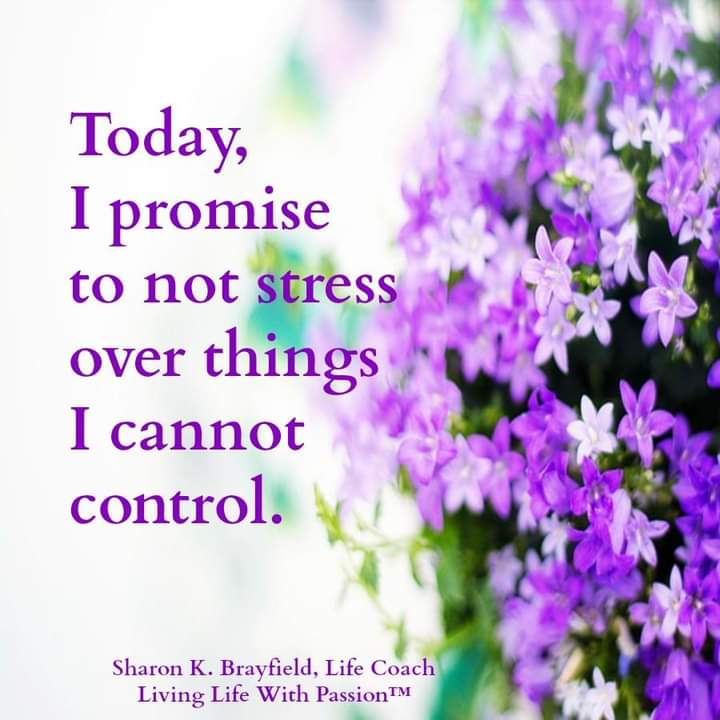 Today,
I promise
to not stress
over things
I cannot
control.
Sharon K. Brayfield, Life Coach
Living Life With Passion™